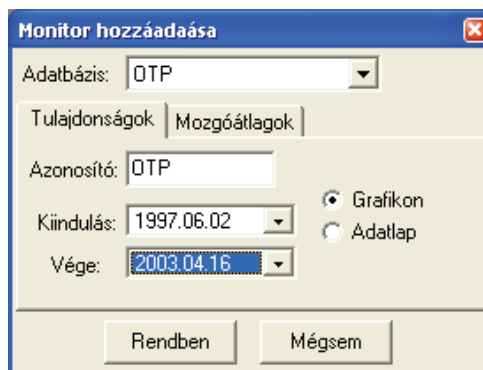 Monitor hozzáadaása
Adatbázis: OTP
Tulajdonságok Mozgóátlagok
Azonosító: OTP
Grafikon
Kiindulás: 1997.06.02
Adatlap
Vége: 2003.04.16
Rendben Mégsem